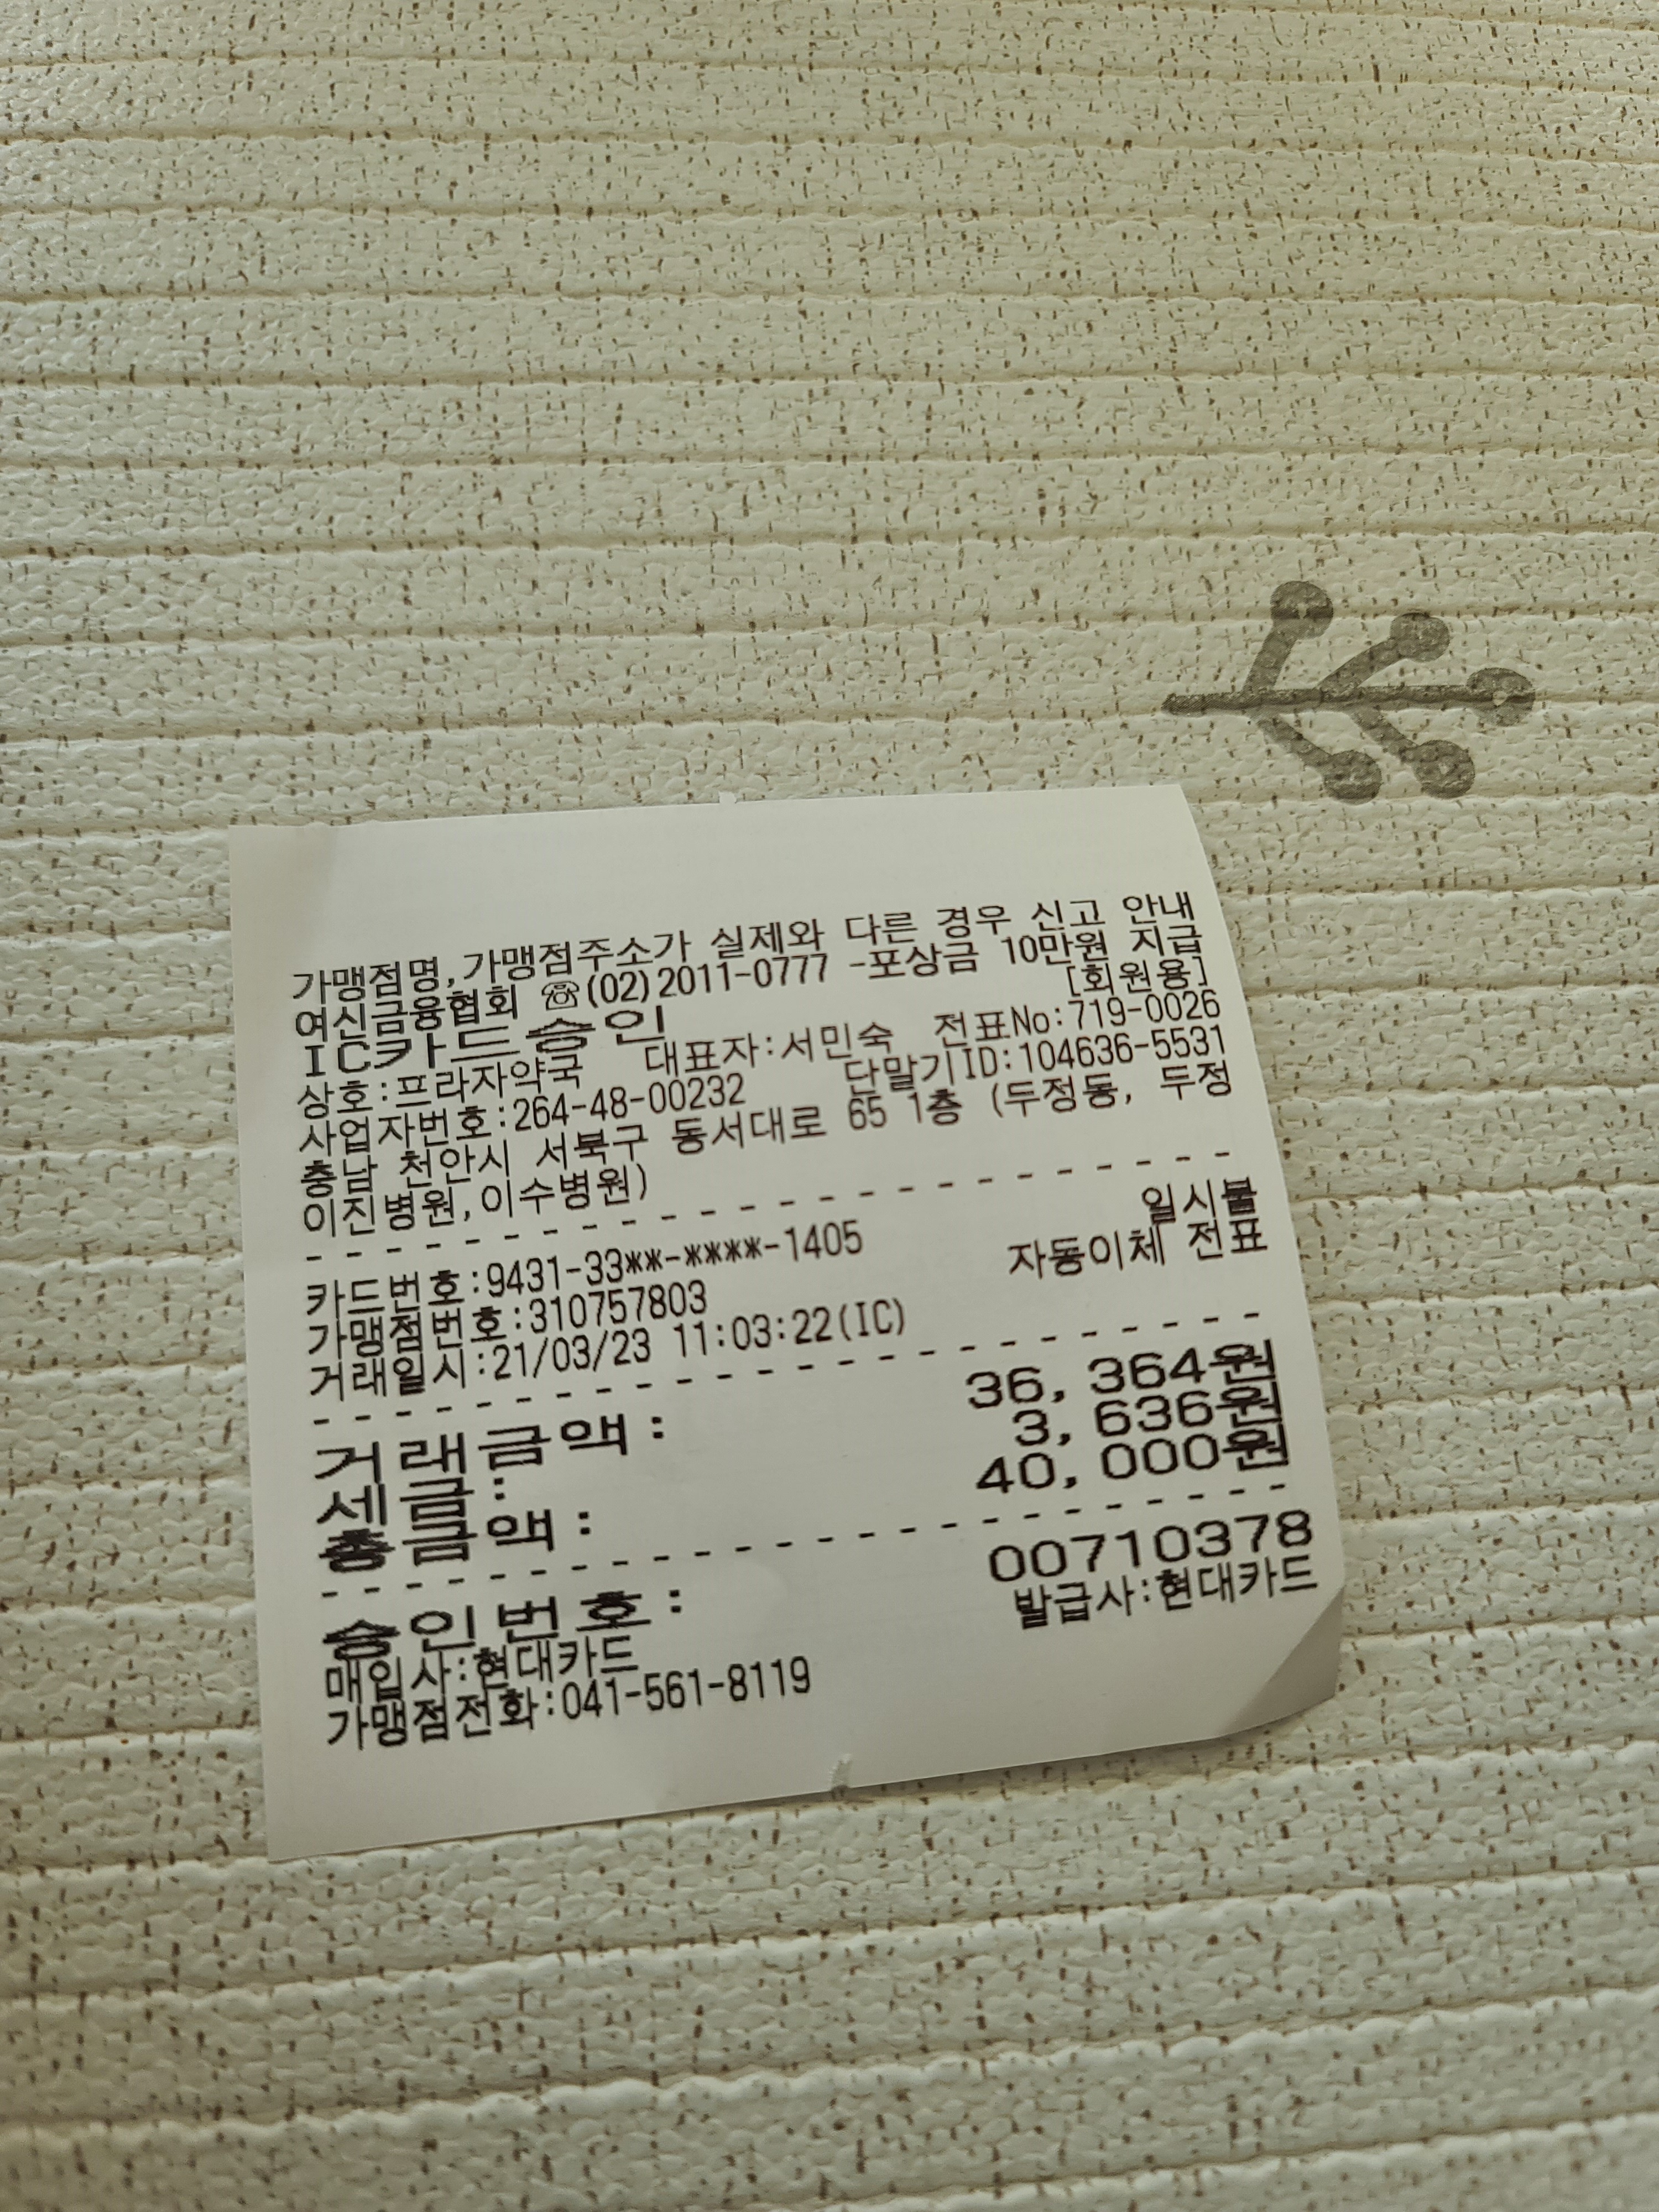 가맹점명,가맹점주소가 실제와 다른 경우 신고 안내
여신금융협회 ☏(02)2011-0777 -포상금 10만원 지급
IC카드승인 [회원용]
상호:프라자약국 대표자:서민숙 전표No:719-0026
사업자번호:264-48-00232 단말기ID:104636-5531
충남 천안시 서북구 동서대로 65 1층 (두정동, 두정
이진병원,이수병원)
카드번호:9431-33**-****-1405 일시불
가맹점번호:310757803 자동이체 전표
거래일시:21/03/23 11:03:22(IC)
거래금액: 36,364원
세금: 3,636원
총금액: 40,000원
승인번호: 00710378
매입사:현대카드 발급사:현대카드
가맹점전화:041-561-8119